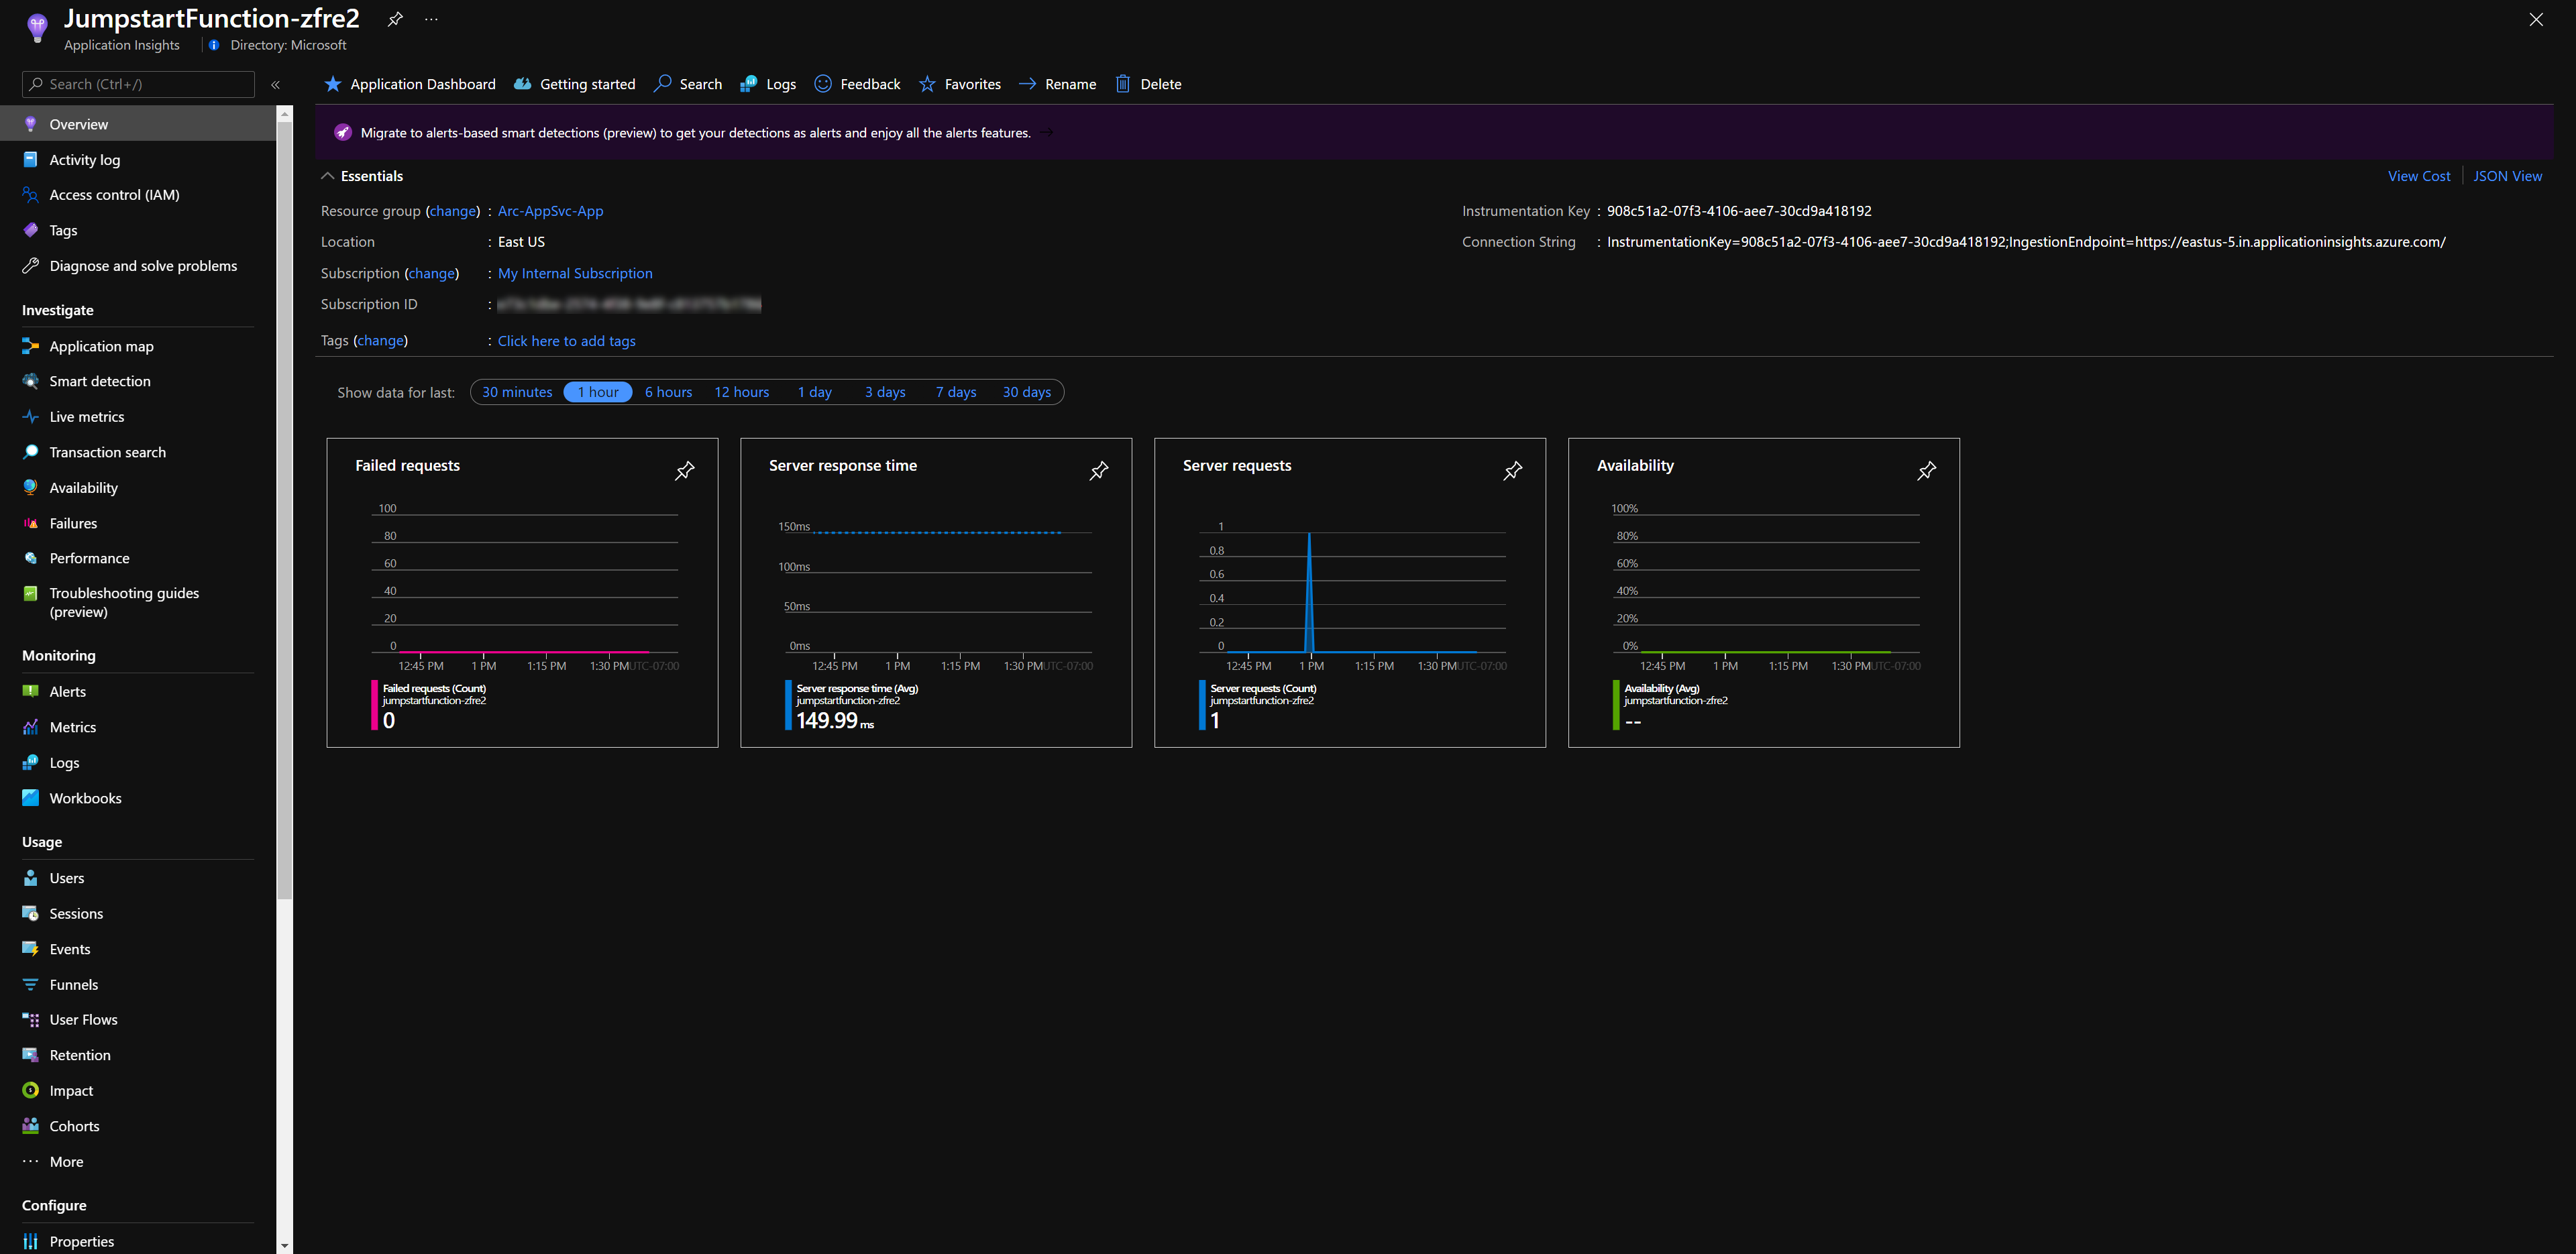 JumpstartFunction-zfre2
Application Insights
Directory: Microsoft
Search (Ctrl+/)
Application Dashboard
Getting started
Search
Logs
Feedback
Favorites
Rename
Delete
Overview
Activity log
Access control (IAM)
Tags
Diagnose and solve problems
Investigate
Application map
Smart detection
Live metrics
Transaction search
Availability
Failures
Performance
Troubleshooting guides
(preview)
Monitoring
Alerts
Metrics
Logs
Workbooks
Usage
Users
Sessions
Events
Funnels
User Flows
Retention
Impact
Cohorts
More
Configure
Properties
Migrate to alerts-based smart detections (preview) to get your detections as alerts and enjoy all the alerts features.
Essentials
View Cost
JSON View
Resource group (change) : Arc-AppSvc-App
Location : East US
Subscription (change) : My Internal Subscription
Subscription ID :
Tags (change) : Click here to add tags
Instrumentation Key : 908c51a2-07f3-4106-aee7-30cd9a418192
Connection String : InstrumentationKey=908c51a2-07f3-4106-aee7-30cd9a418192;IngestionEndpoint=https://eastus-5.in.applicationinsights.azure.com/
Show data for last: 30 minutes 1 hour 6 hours 12 hours 1 day 3 days 7 days 30 days
Failed requests
100
80
60
40
20
0
12:45 PM 1 PM 1:15 PM 1:30 PM UTC-07:00
Failed requests (Count)
jumpstartfunction-zfre2
0
Server response time
150ms
100ms
50ms
0ms
12:45 PM 1 PM 1:15 PM 1:30 PM UTC-07:00
Server response time (Avg)
jumpstartfunction-zfre2
149.99 ms
Server requests
1
0.8
0.6
0.4
0.2
0
12:45 PM 1 PM 1:15 PM 1:30 PM UTC-07:00
Server requests (Count)
jumpstartfunction-zfre2
1
Availability
100%
80%
60%
40%
20%
0%
12:45 PM 1 PM 1:15 PM 1:30 PM UTC-07:00
Availability (Avg)
jumpstartfunction-zfre2
--